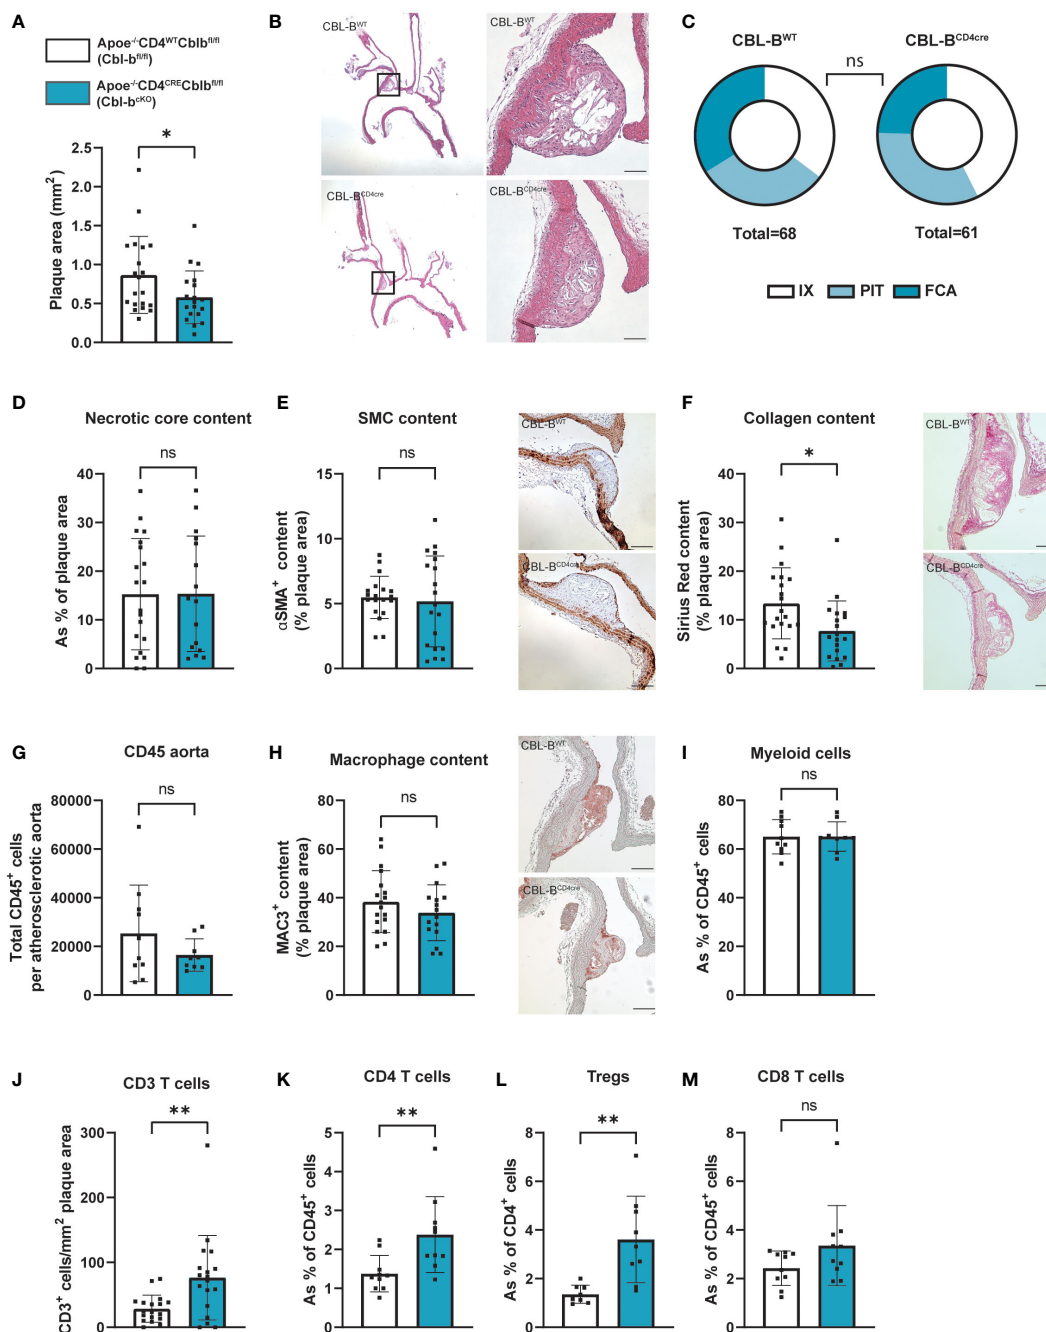 A
Apoe-/-CD4WTCblbfl/fl
(Cbl-bfl/fl)
Apoe-/-CD4CRECblbfl/fl
(Cbl-bcKO)
*
Plaque area (mm2)
2.5
2.0
1.5
1.0
0.5
0.0
B
CBL-BWT
CBL-BWT
CBL-BCD4cre
CBL-BCD4cre
C
CBL-BWT
CBL-BCD4cre
ns
Total=68
Total=61
IX
PIT
FCA
D
Necrotic core content
ns
As % of plaque area
40
30
20
10
0
E
SMC content
ns
αSMA+ content
(% plaque area)
15
10
5
0
CBL-BWT
CBL-BCD4cre
F
Collagen content
*
Sirius Red content
(% plaque area)
40
30
20
10
0
CBL-BWT
CBL-BCD4cre
G
CD45 aorta
ns
Total CD45+ cells
per atherosclerotic aorta
80000
60000
40000
20000
0
H
Macrophage content
ns
MAC3+ content
(% plaque area)
80
60
40
20
0
CBL-BWT
CBL-BCD4cre
I
Myeloid cells
ns
As % of CD45+ cells
80
60
40
20
0
J
CD3 T cells
**
CD3+ cells/mm2 plaque area
300
200
100
0
K
CD4 T cells
**
As % of CD45+ cells
5
4
3
2
1
0
L
Tregs
**
As % of CD4+ cells
8
6
4
2
0
M
CD8 T cells
ns
As % of CD45+ cells
8
6
4
2
0